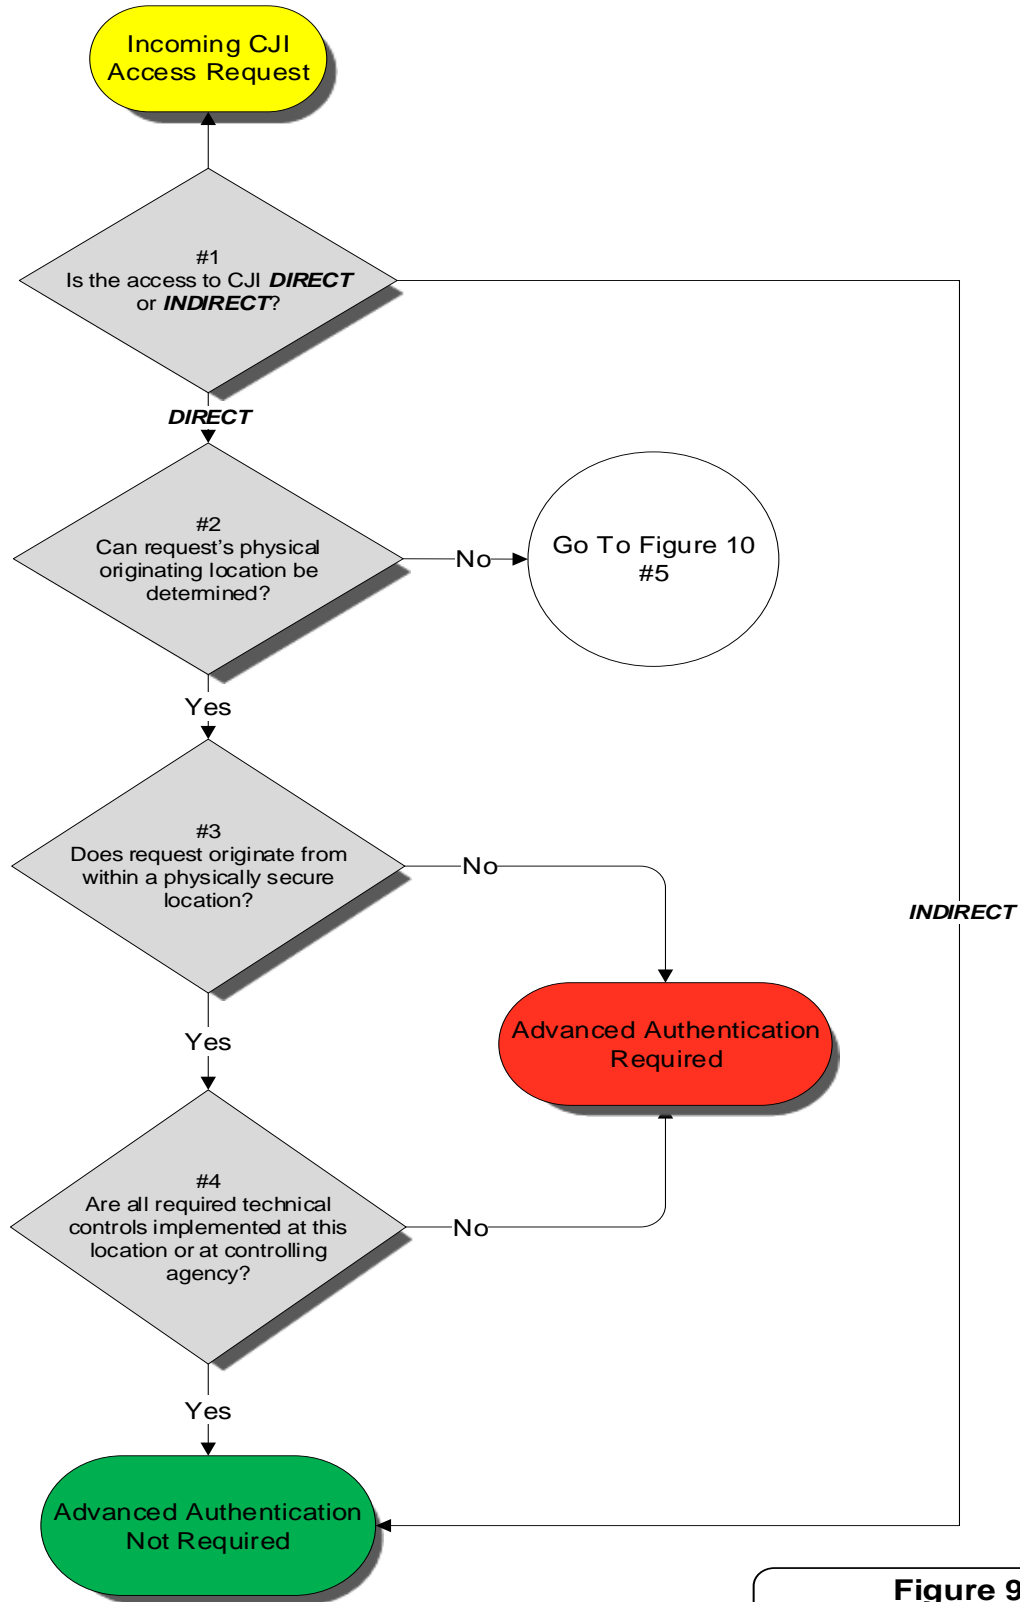 Incoming CJI
Access Request
#1
Is the access to CJI DIRECT
or INDIRECT?
DIRECT
#2
Can request's physical
originating location be
determined?
No
Go To Figure 10
#5
Yes
#3
Does request originate from
within a physically secure
location?
No
INDIRECT
Advanced Authentication
Required
Yes
#4
Are all required technical
controls implemented at this
location or at controlling
agency?
No
Yes
Advanced Authentication
Not Required
Figure 9